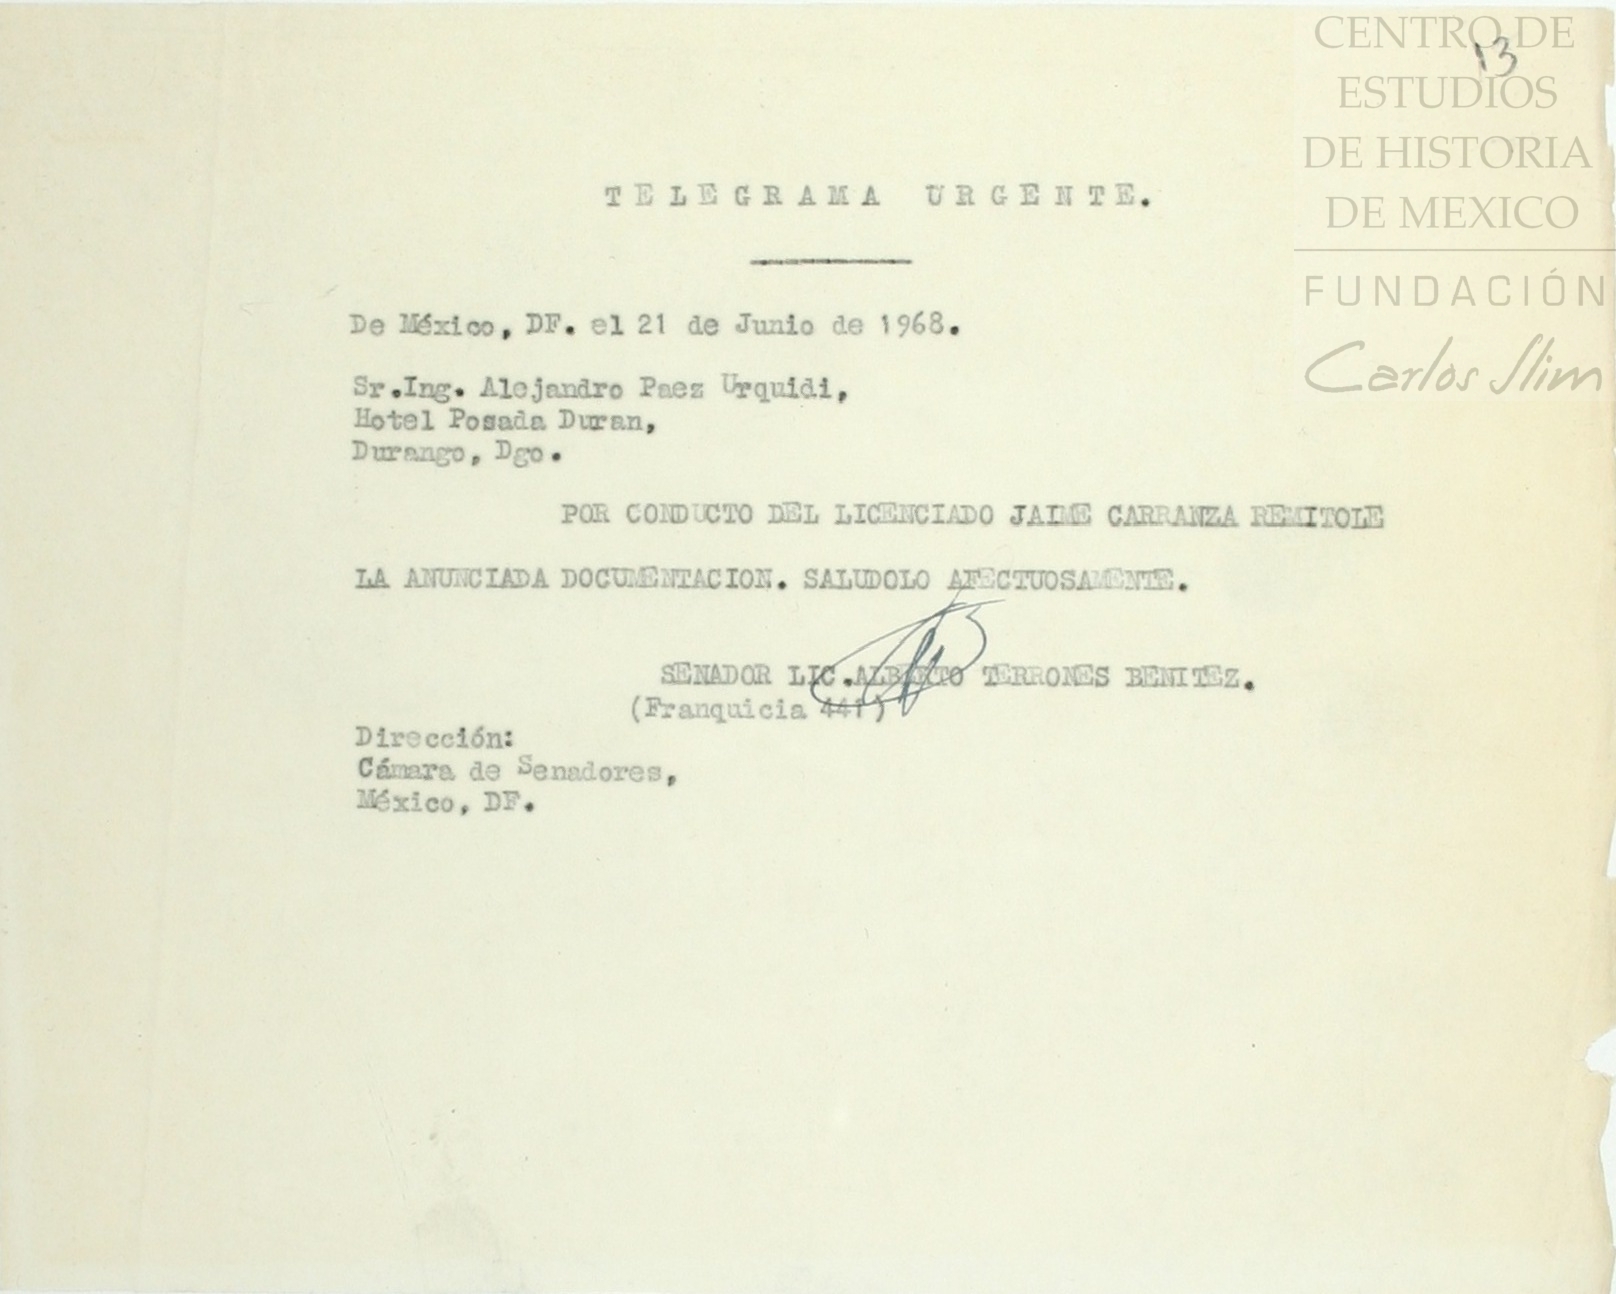 CENTRO DE
13
ESTUDIOS
DE HISTORIA
DE MEXICO
FUNDACIÓN
Carlos Slim
TELEGRAMA URGENTE.
De México, DF. el 21 de Junio de 1968.
Sr.Ing. Alejandro Paez Urquidi,
Hotel Posada Duran,
Durango, Dgo.
POR CONDUCTO DEL LICENCIADO JAIME CARRANZA REMITOLE
LA ANUNCIADA DOCUMENTACION. SALUDOLO AFECTUOSAMENTE.
SENADOR LIC.ALBERTO TERRONES BENITEZ.
(Franquicia 441)
Dirección:
Cámara de Senadores,
México, DF.